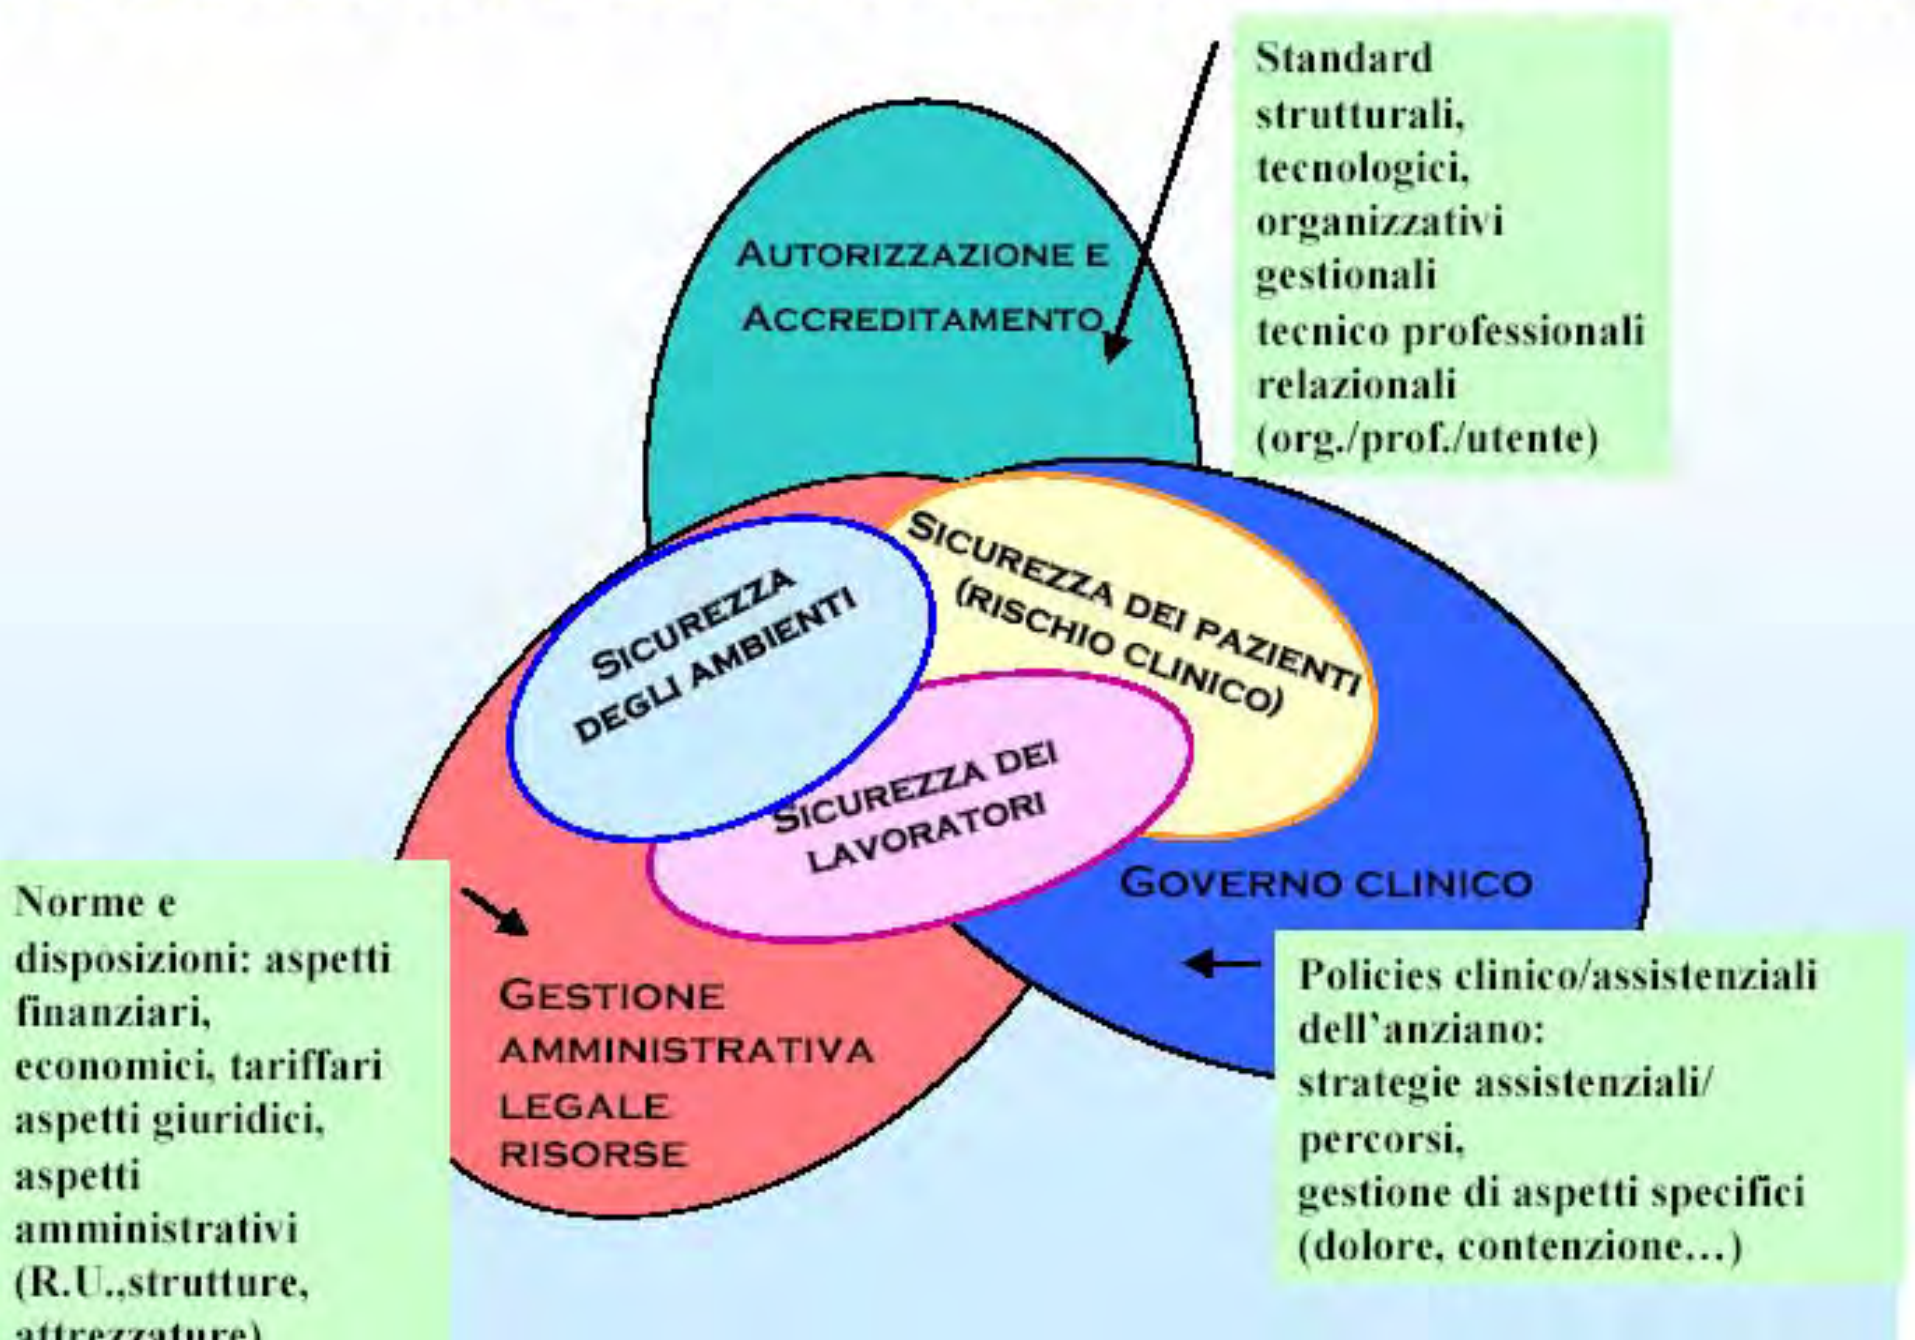 Standard
strutturali,
tecnologici,
organizzativi
gestionali
tecnico professionali
relazionali
(org./prof./utente)
AUTORIZZAZIONE E
ACCREDITAMENTO
SICUREZZA
DEGLI AMBIENTI
SICUREZZA DEI PAZIENTI
(RISCHIO CLINICO)
SICUREZZA DEI
LAVORATORI
GOVERNO CLINICO
GESTIONE
AMMINISTRATIVA
LEGALE
RISORSE
Norme e
disposizioni: aspetti
finanziari,
economici, tariffari
aspetti giuridici,
aspetti
amministrativi
(R.U.,strutture,
attrezzature)
Policies clinico/assistenziali
dell'anziano:
strategie assistenziali/
percorsi,
gestione di aspetti specifici
(dolore, contenzione...)